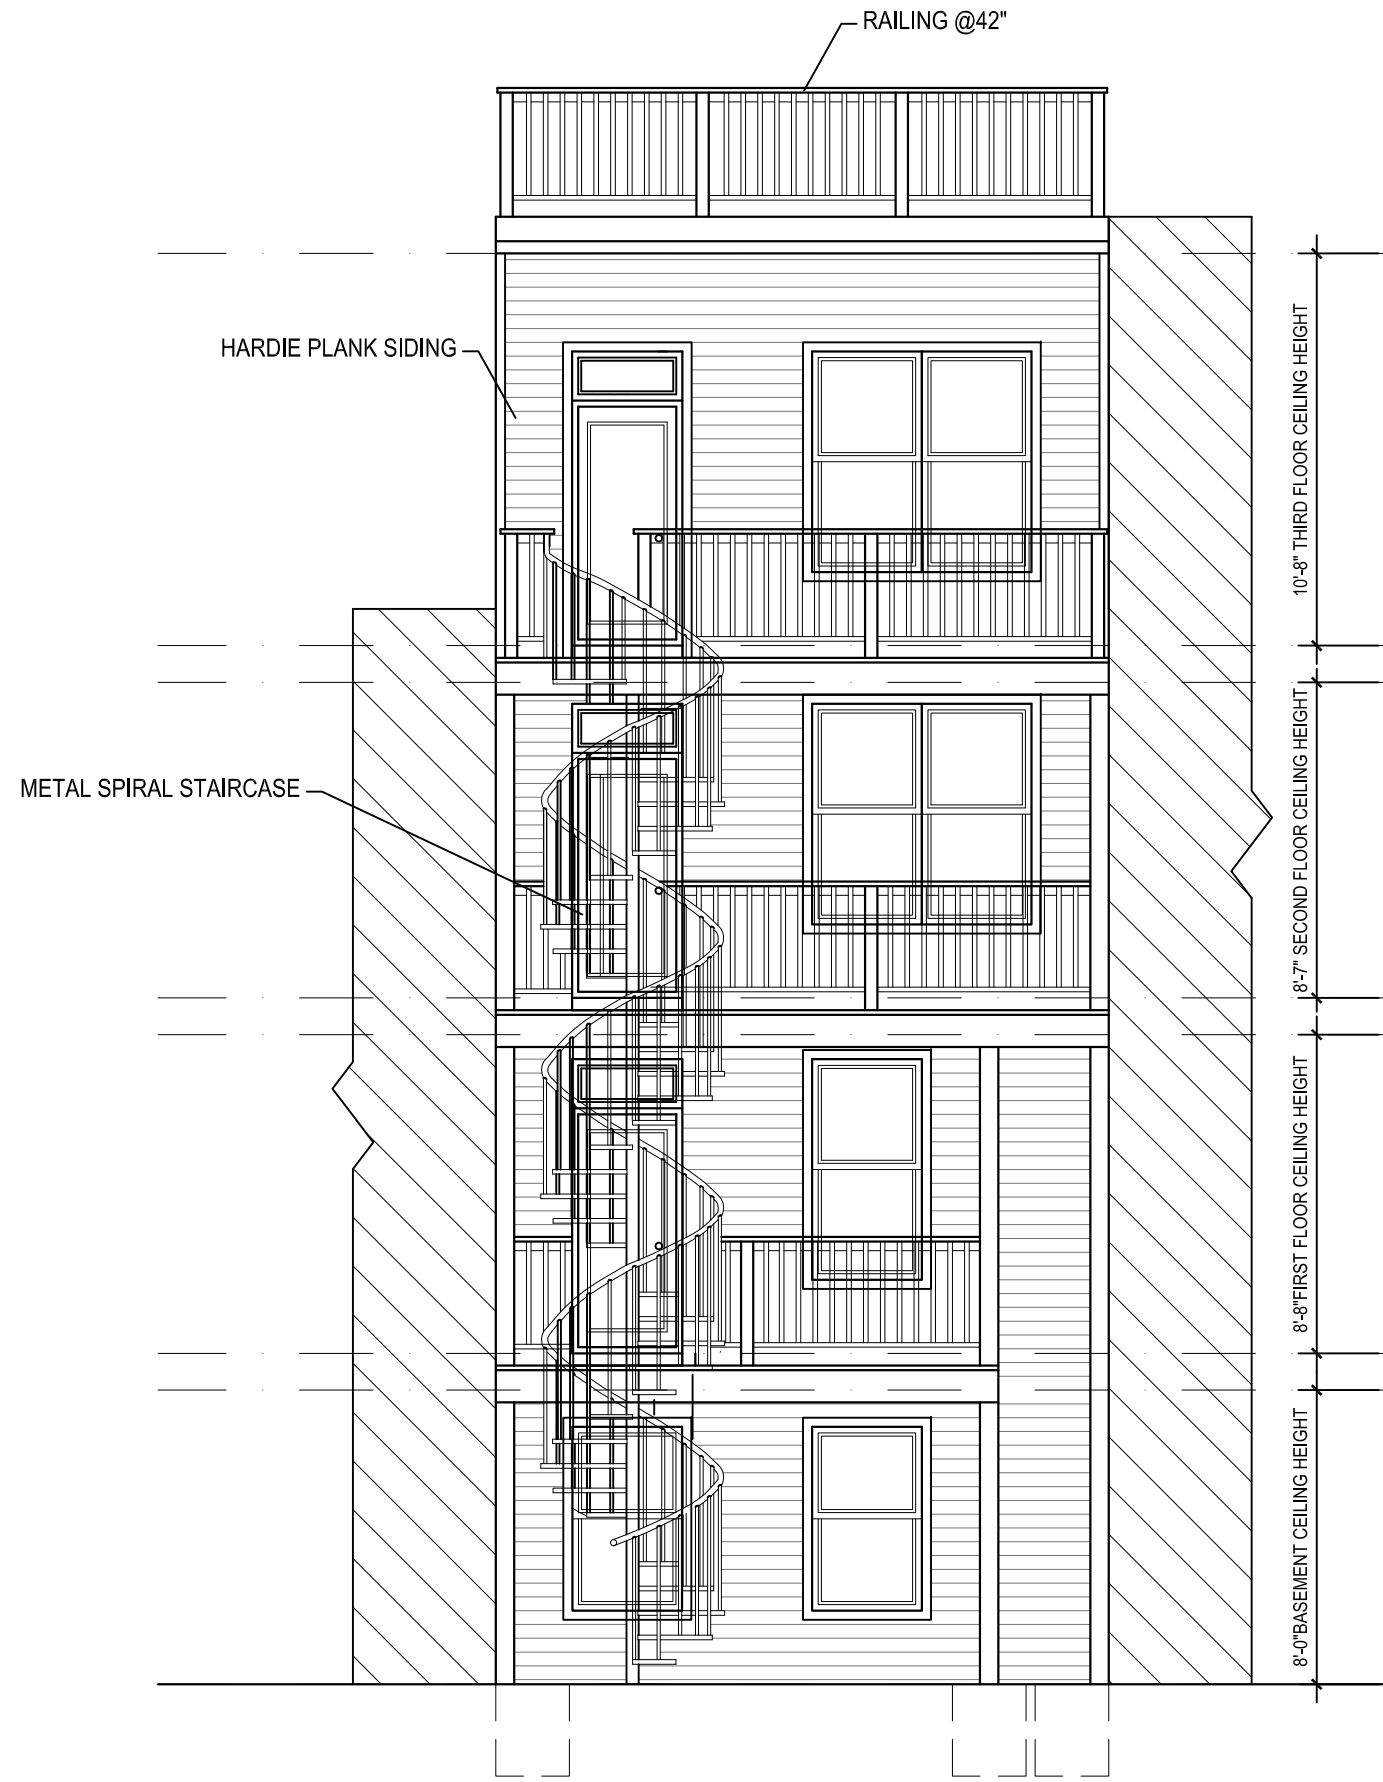 RAILING @42"
HARDIE PLANK SIDING
10'-8" THIRD FLOOR CEILING HEIGHT
METAL SPIRAL STAIRCASE
8'-7" SECOND FLOOR CEILING HEIGHT
8'-8"FIRST FLOOR CEILING HEIGHT
8'-0"BASEMENT CEILING HEIGHT